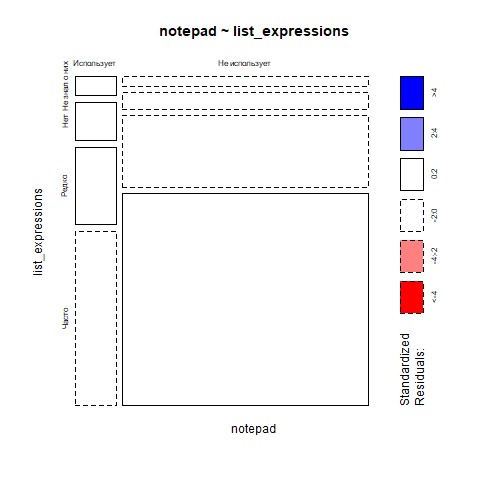 notepad ~ list_expressions
Использует
Не использует
Не знал о них
Нет
Редко
Часто
list_expressions
notepad
>4
2:4
0:2
-2:0
-4:-2
<-4
Standardized
Residuals: